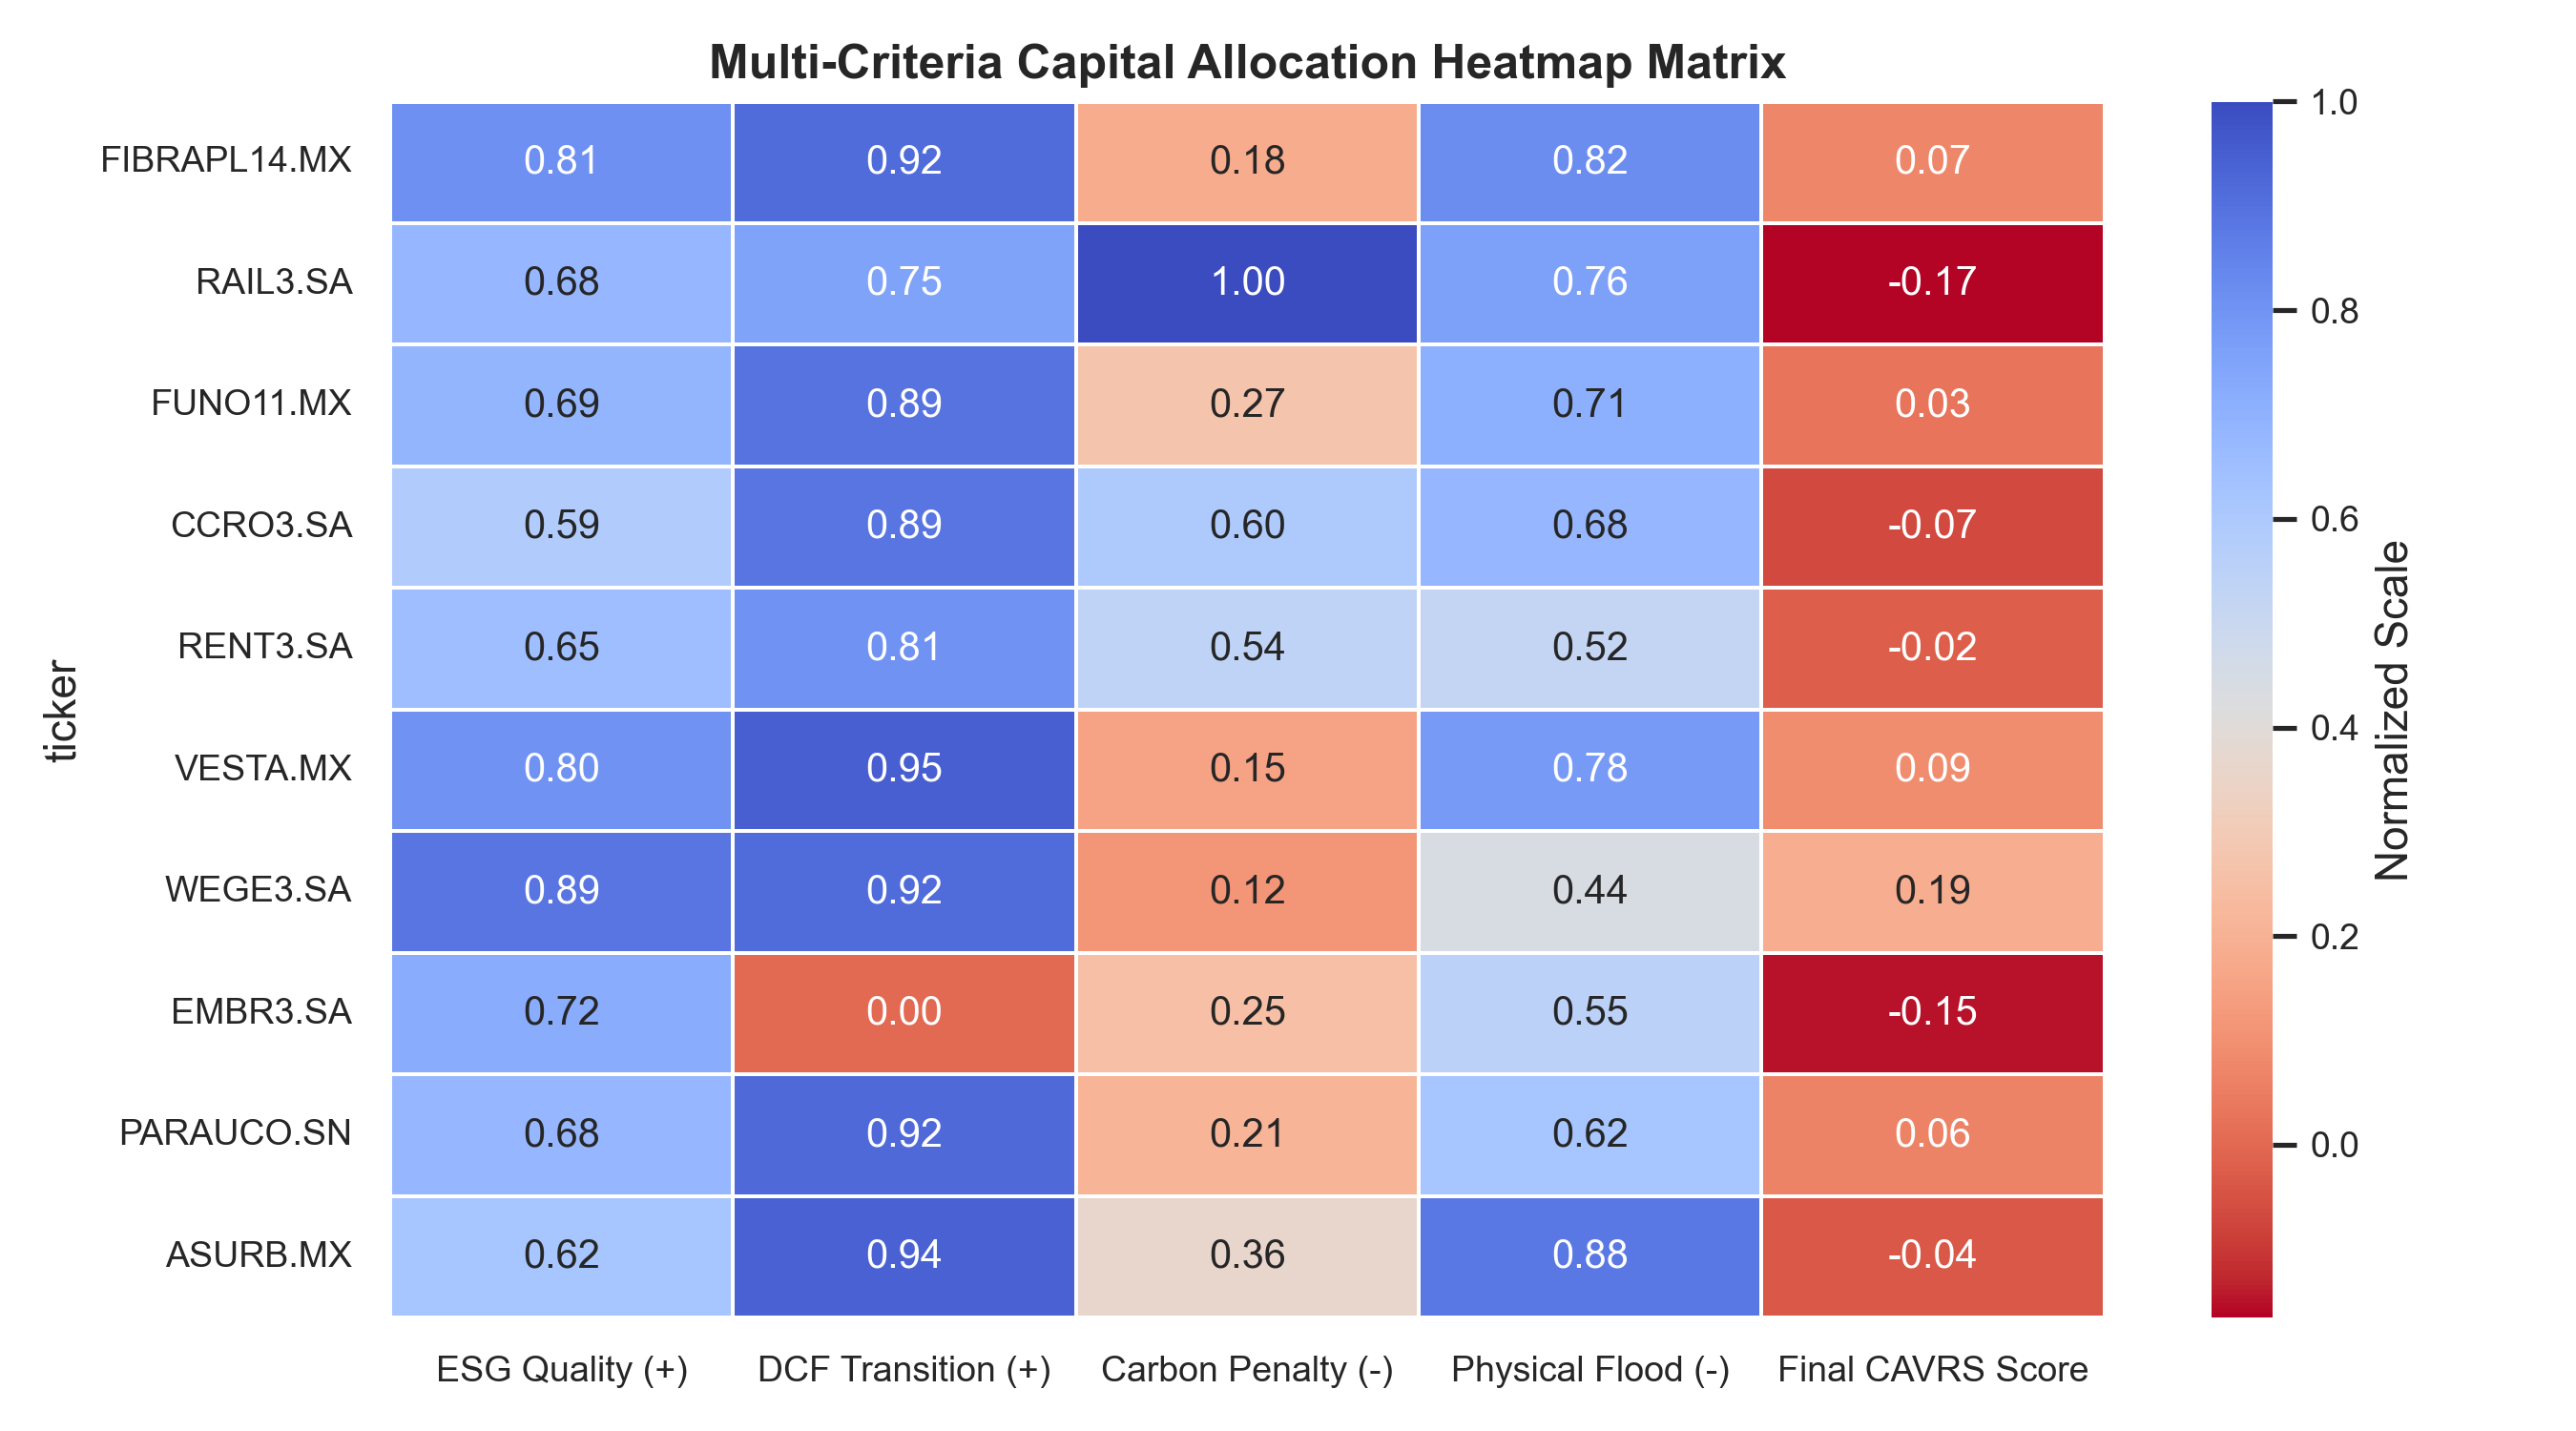 Multi-Criteria Capital Allocation Heatmap Matrix
FIBRAPL14.MX 0.81 0.92 0.18 0.82 0.07
RAIL3.SA 0.68 0.75 1.00 0.76 -0.17
FUNO11.MX 0.69 0.89 0.27 0.71 0.03
CCRO3.SA 0.59 0.89 0.60 0.68 -0.07
RENT3.SA 0.65 0.81 0.54 0.52 -0.02
VESTA.MX 0.80 0.95 0.15 0.78 0.09
WEGE3.SA 0.89 0.92 0.12 0.44 0.19
EMBR3.SA 0.72 0.00 0.25 0.55 -0.15
PARAUCO.SN 0.68 0.92 0.21 0.62 0.06
ASURB.MX 0.62 0.94 0.36 0.88 -0.04
ticker
ESG Quality (+) DCF Transition (+) Carbon Penalty (-) Physical Flood (-) Final CAVRS Score
1.0
0.8
0.6
0.4
0.2
0.0
Normalized Scale